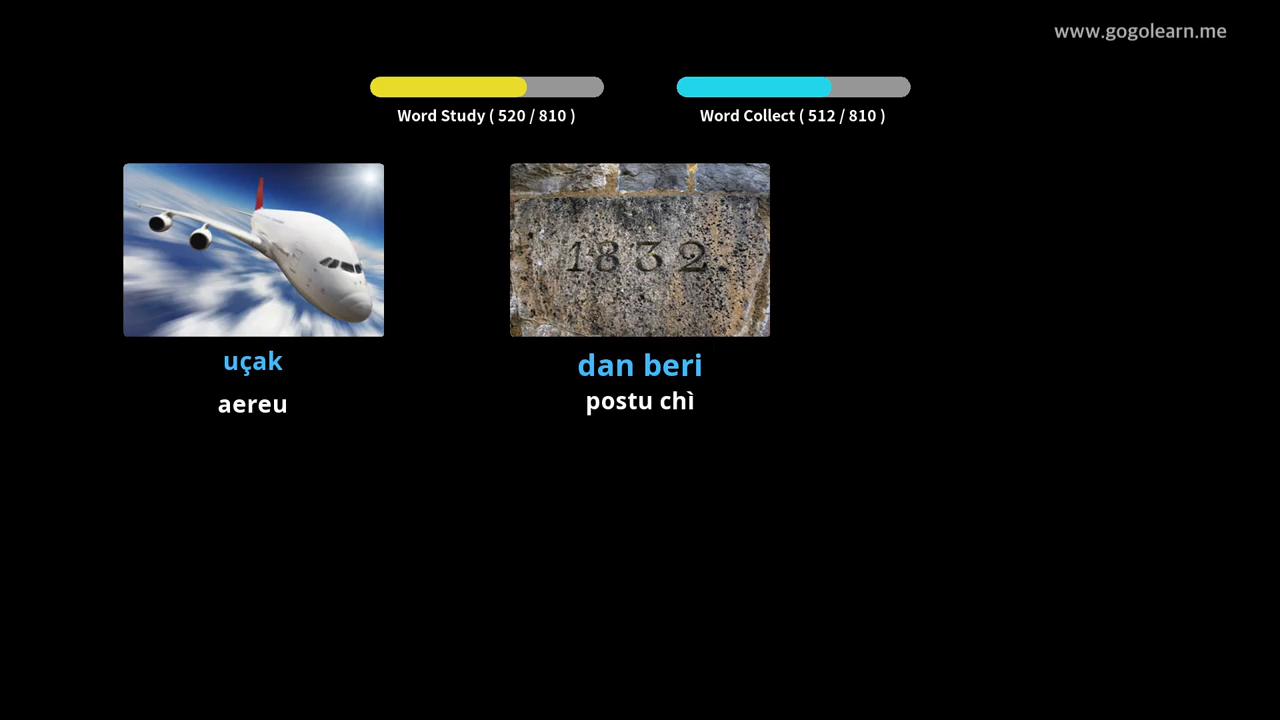 www.gogolearn.me
Word Study ( 520 / 810 )
Word Collect ( 512 / 810 )
1832
uçak
dan beri
aereu
postu chì